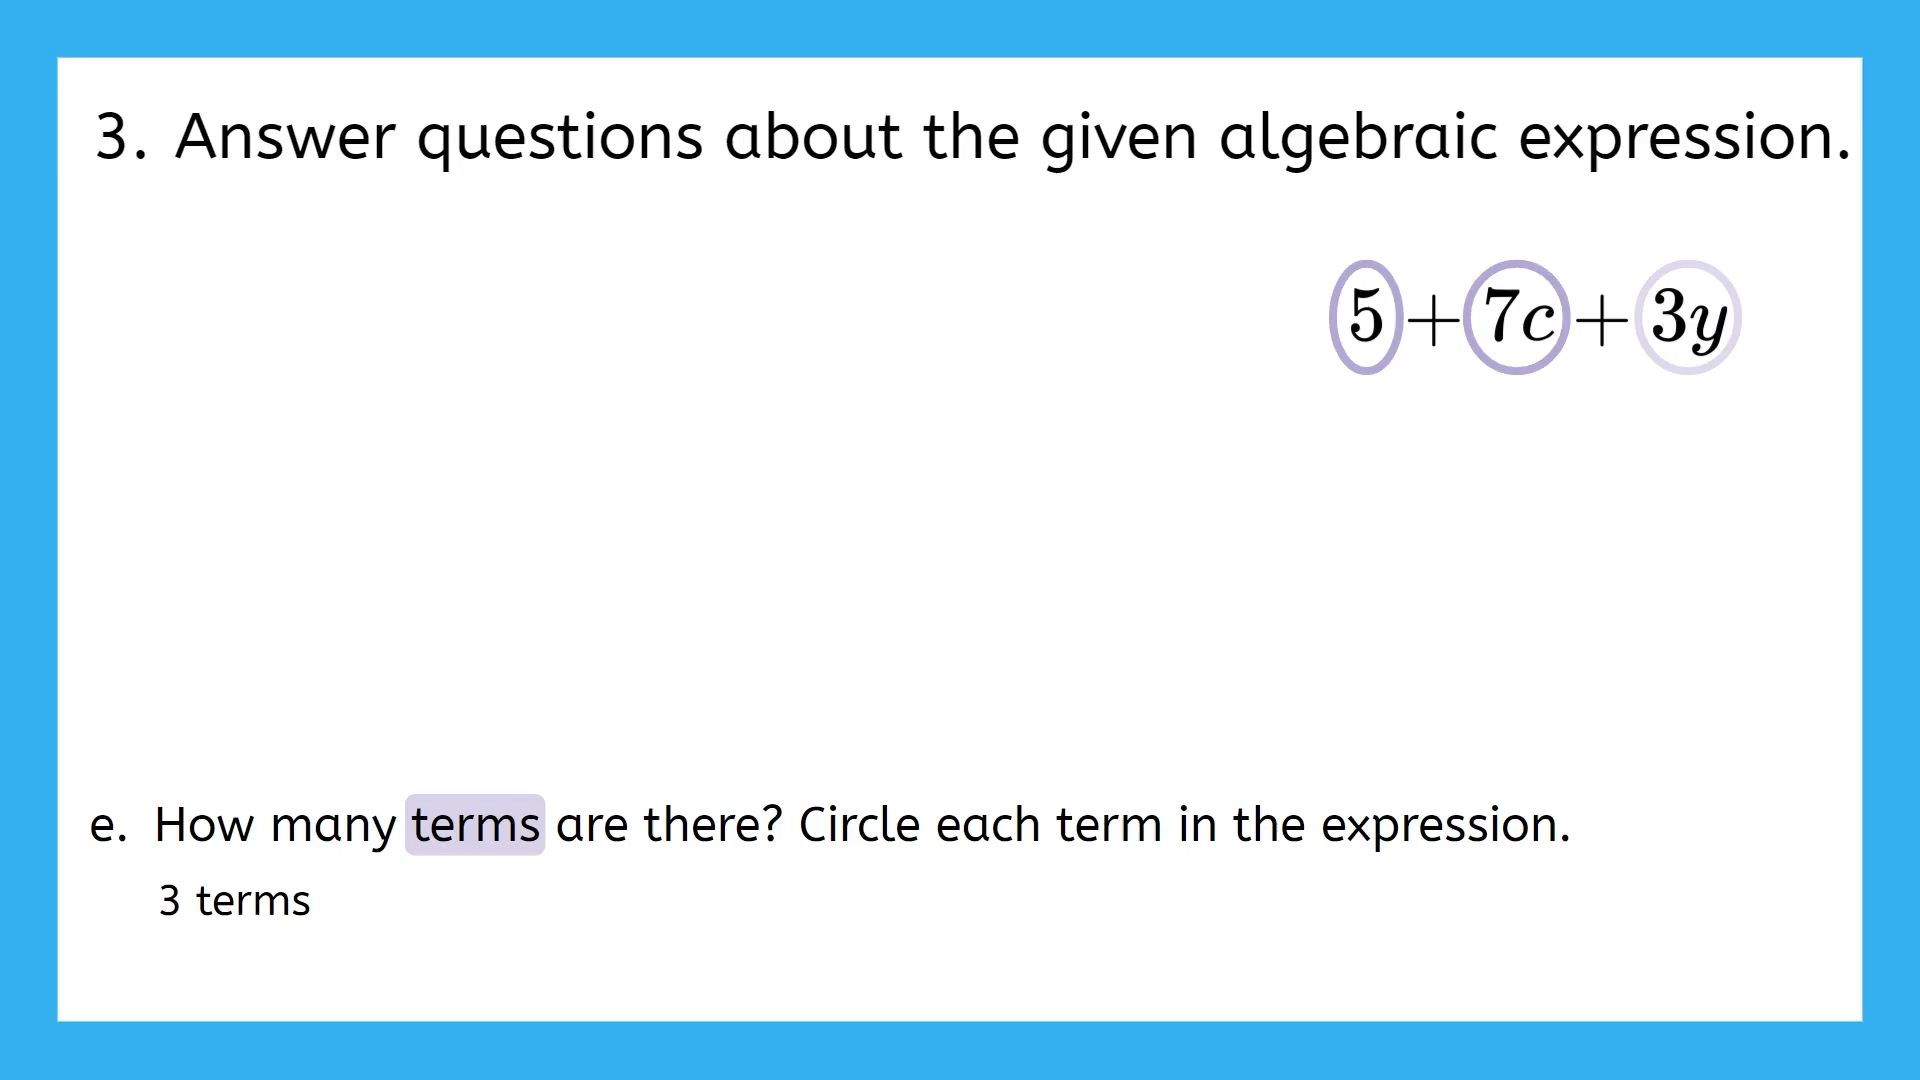 3. Answer questions about the given algebraic expression.
5+7c+3y
e. How many terms are there? Circle each term in the expression.
3 terms